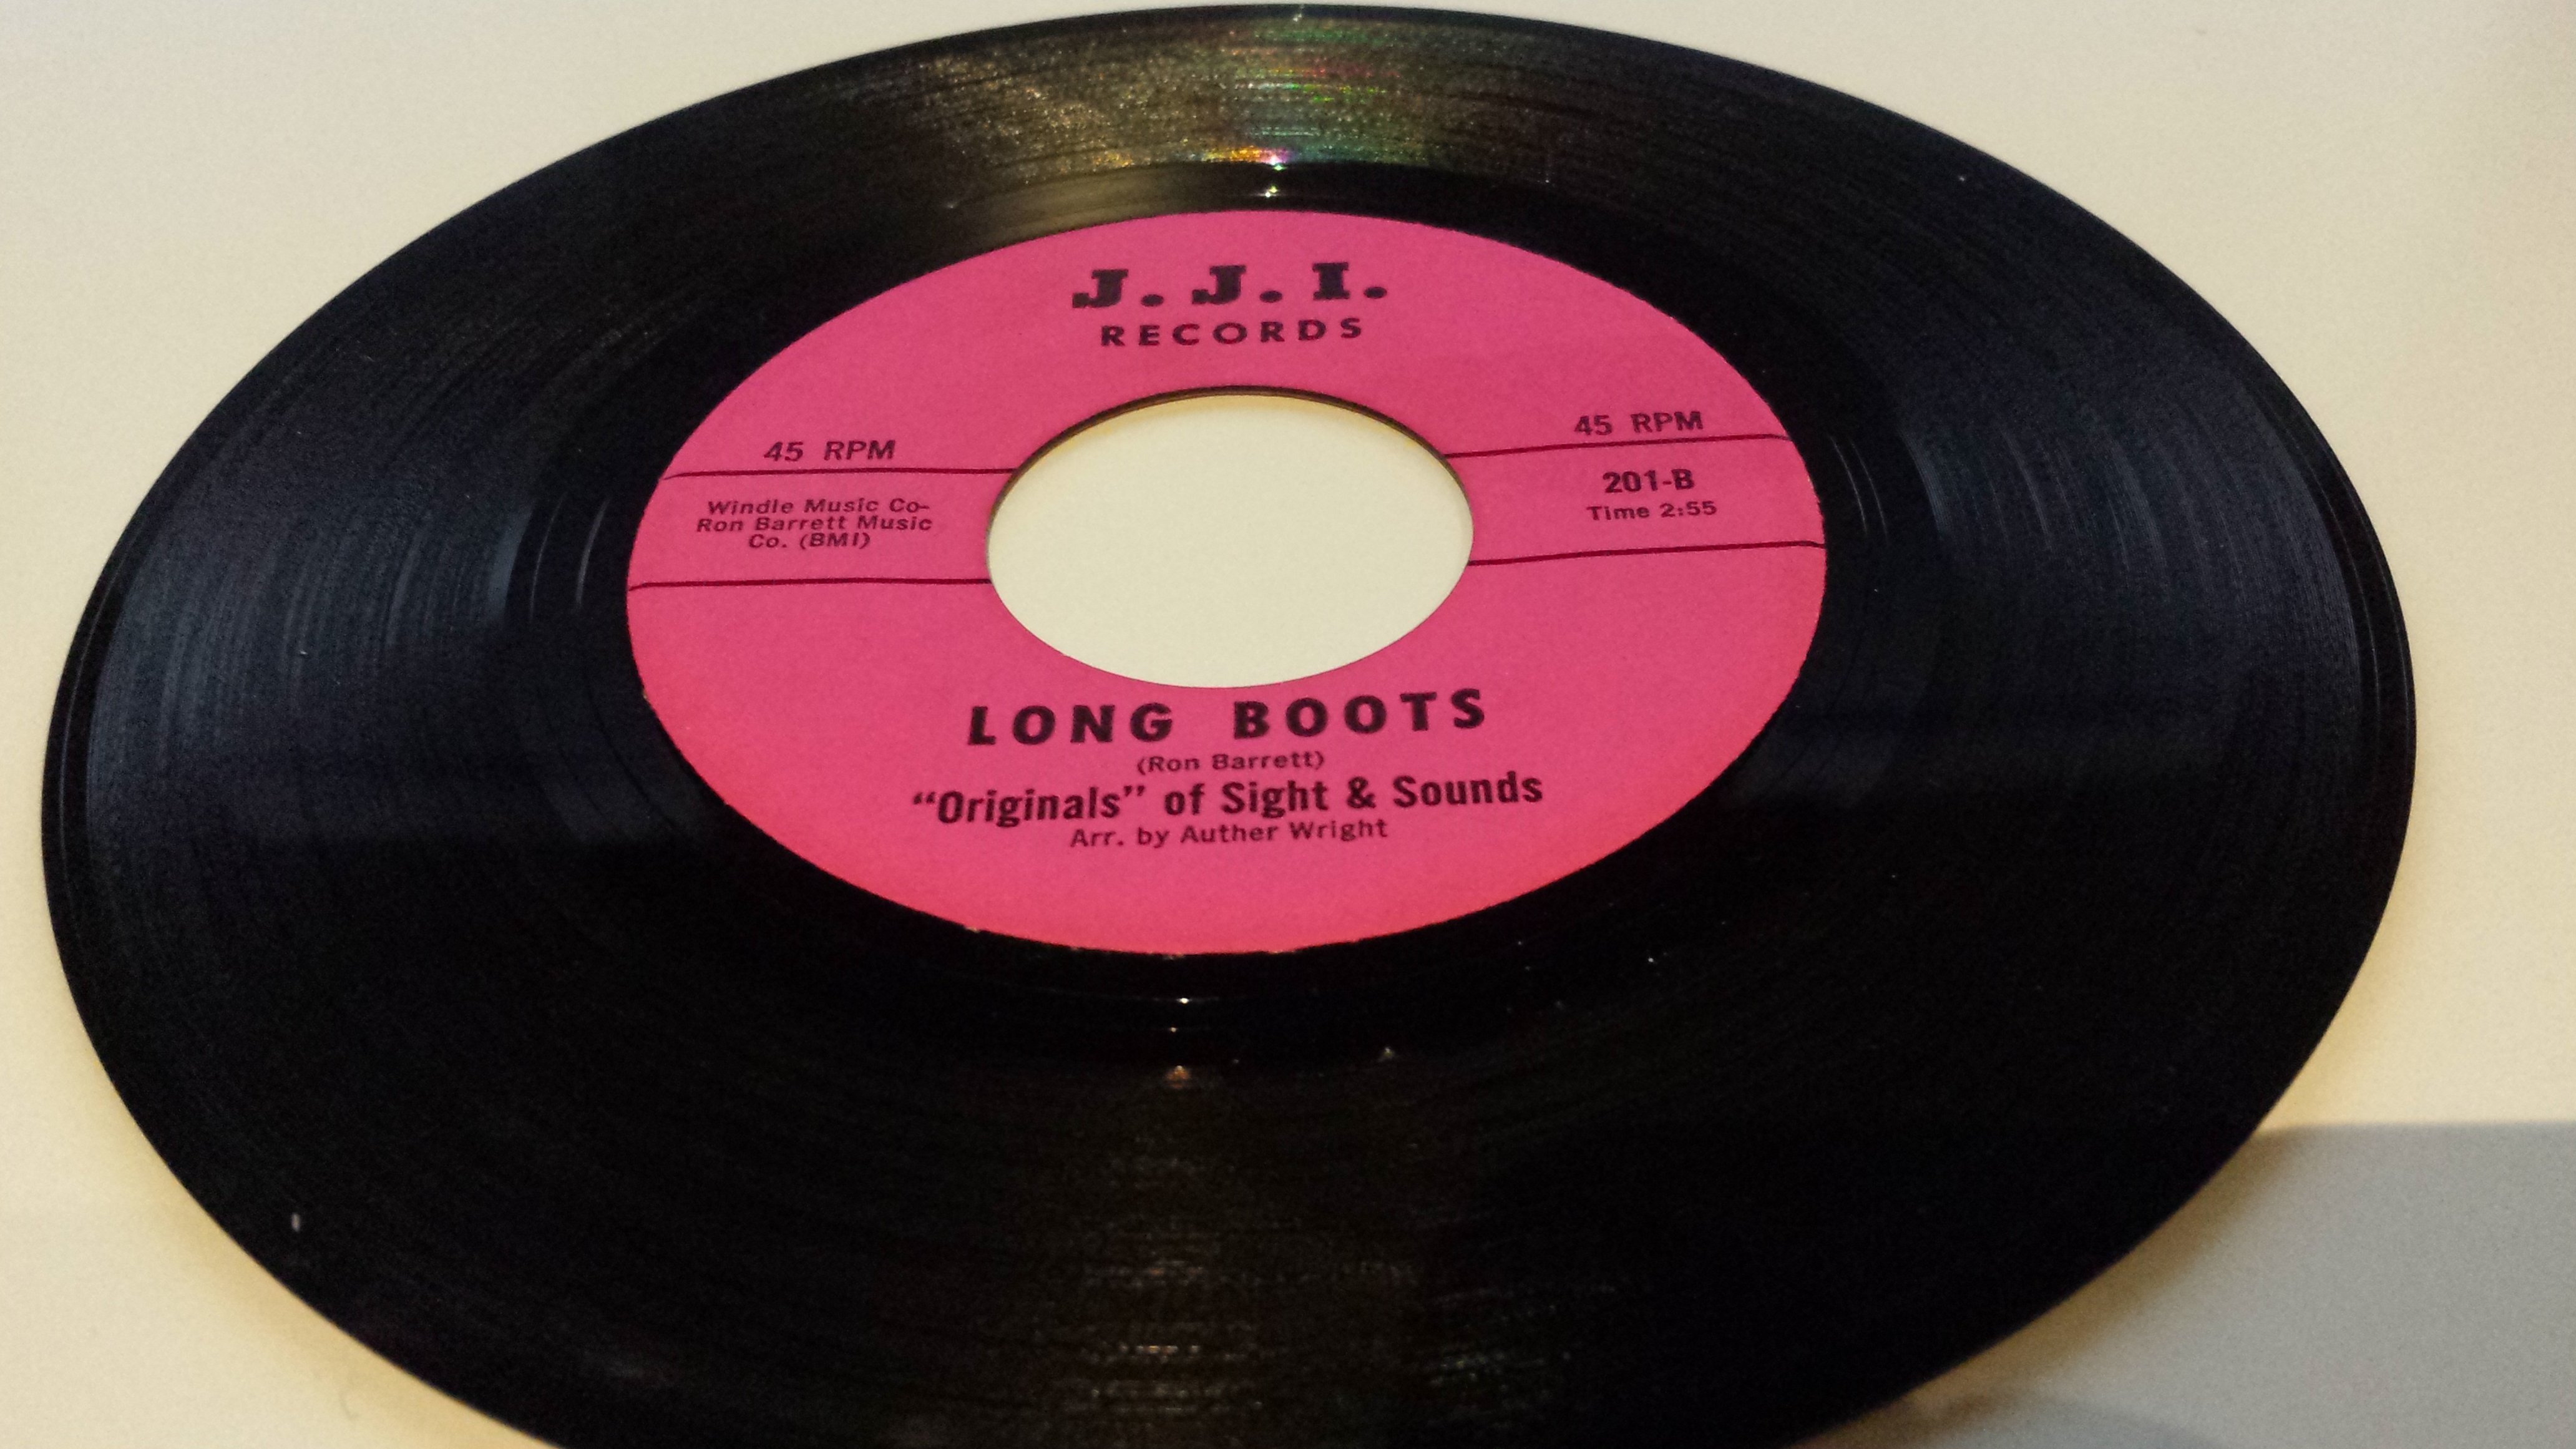 J. J. I.
RECORDS
45 RPM
45 RPM
Windle Music Co-
Ron Barrett Music
Co. (BMI)
201-B
Time 2:55
LONG BOOTS
(Ron Barrett)
“Originals” of Sight & Sounds
Arr. by Auther Wright